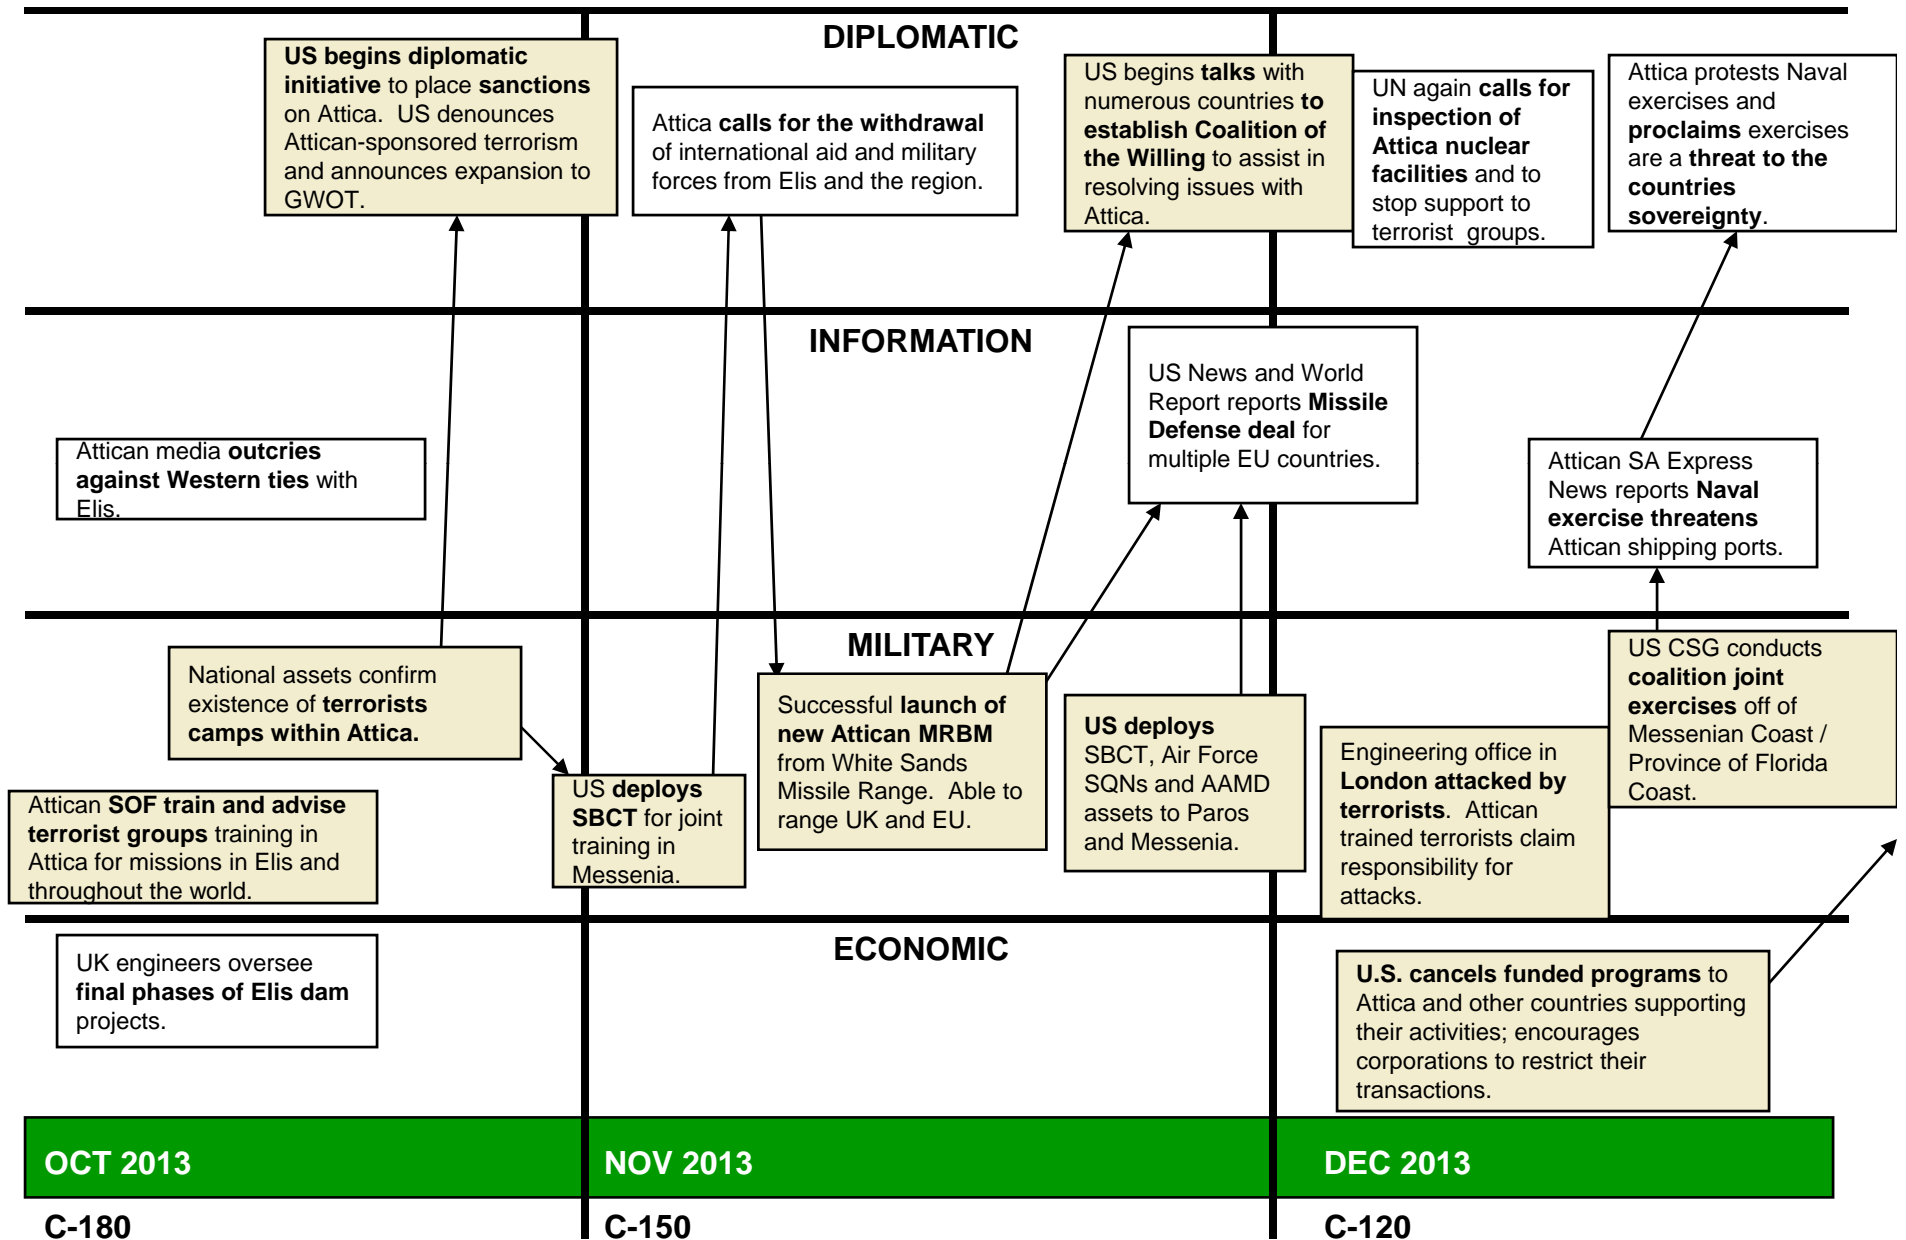 DIPLOMATIC
US begins diplomatic
initiative to place sanctions
on Attica. US denounces
Attican-sponsored terrorism
and announces expansion to
GWOT.
Attica calls for the withdrawal
of international aid and military
forces from Elis and the region.
US begins talks with
numerous countries to
establish Coalition of
the Willing to assist in
resolving issues with
Attica.
UN again calls for
inspection of
Attica nuclear
facilities and to
stop support to
terrorist groups.
Attica protests Naval
exercises and
proclaims exercises
are a threat to the
countries
sovereignty.
INFORMATION
Attican media outcries
against Western ties with
Elis.
US News and World
Report reports Missile
Defense deal for
multiple EU countries.
Attican SA Express
News reports Naval
exercise threatens
Attican shipping ports.
MILITARY
National assets confirm
existence of terrorists
camps within Attica.
Attican SOF train and advise
terrorist groups training in
Attica for missions in Elis and
throughout the world.
US deploys
SBCT for joint
training in
Messenia.
Successful launch of
new Attican MRBM
from White Sands
Missile Range. Able to
range UK and EU.
US deploys
SBCT, Air Force
SQNs and AAMD
assets to Paros
and Messenia.
Engineering office in
London attacked by
terrorists. Attican
trained terrorists claim
responsibility for
attacks.
US CSG conducts
coalition joint
exercises off of
Messenian Coast /
Province of Florida
Coast.
ECONOMIC
UK engineers oversee
final phases of Elis dam
projects.
U.S. cancels funded programs to
Attica and other countries supporting
their activities; encourages
corporations to restrict their
transactions.
OCT 2013
NOV 2013
DEC 2013
C-180
C-150
C-120